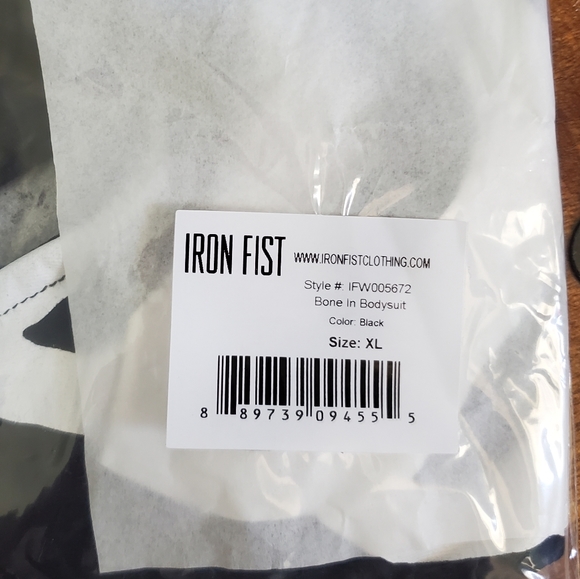 IRON FIST WWW.IRONFISTCLOTHING.COM
Style #: IFW005672
Bone In Bodysuit
Color: Black
Size: XL
8 89739 09455 5